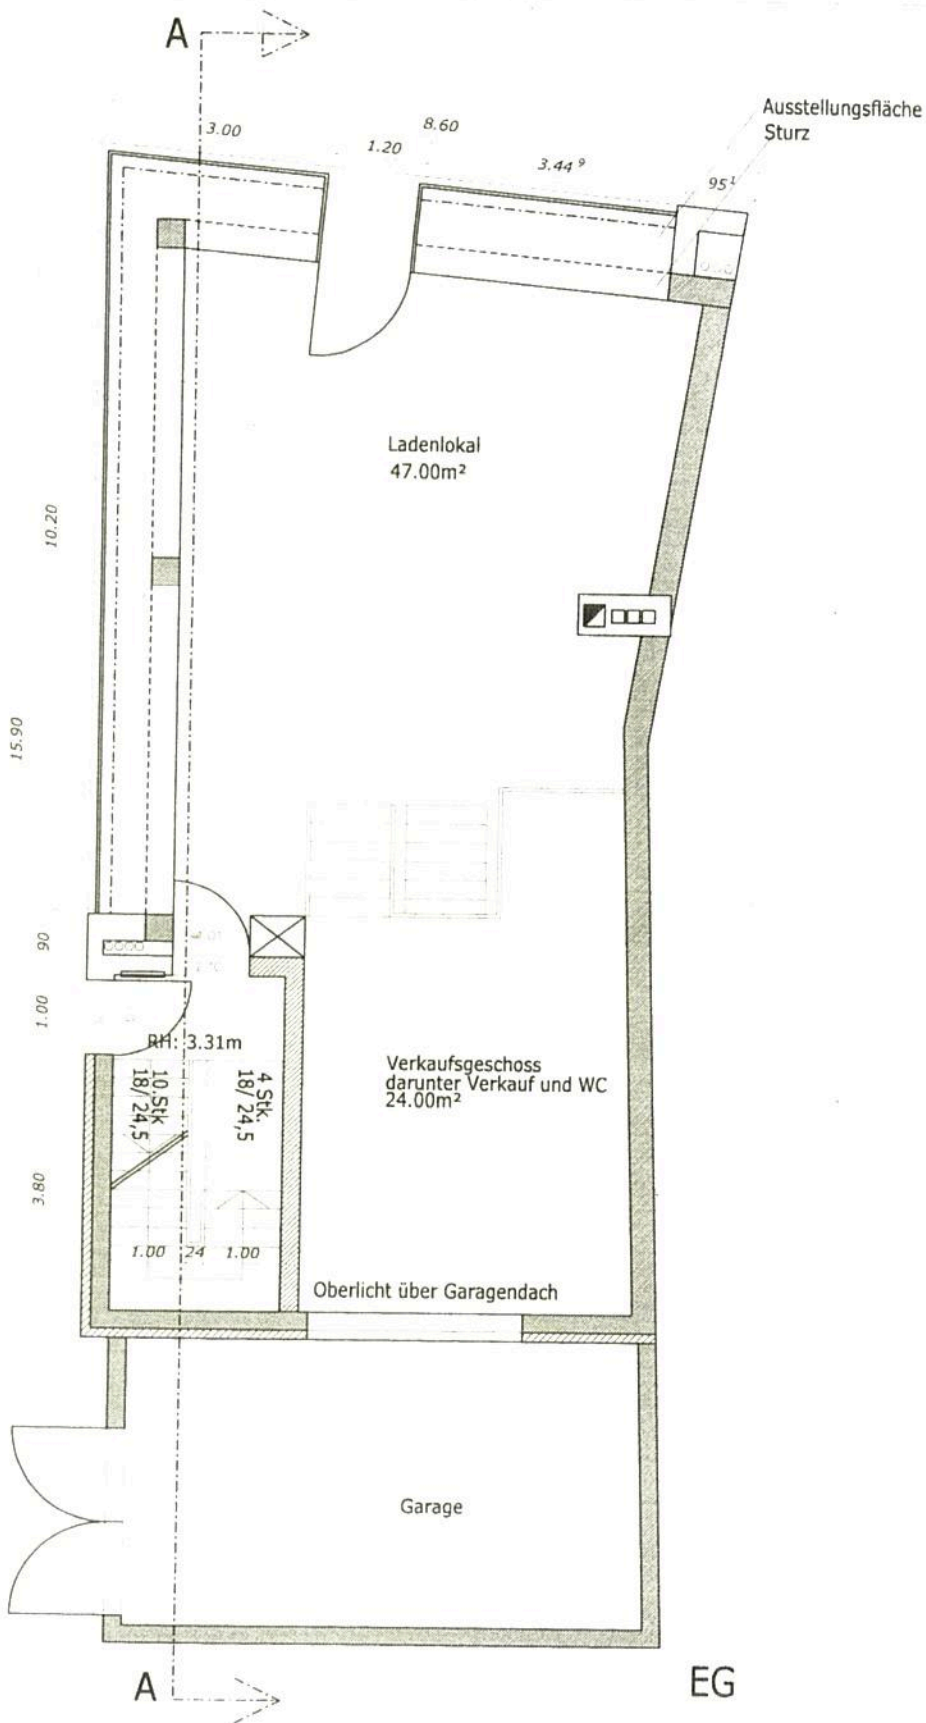 A
Ausstellungsfläche
Sturz
3.00
8.60
1.20
3.44⁹
95¹
Ladenlokal
47.00m²
10.20
15.90
90
1.00
RH: 3.31m
10.Stk
18/ 24,5
4 Stk.
18/ 24,5
Verkaufsgeschoss
darunter Verkauf und WC
24.00m²
3.80
1.00
24
1.00
Oberlicht über Garagendach
Garage
A
EG